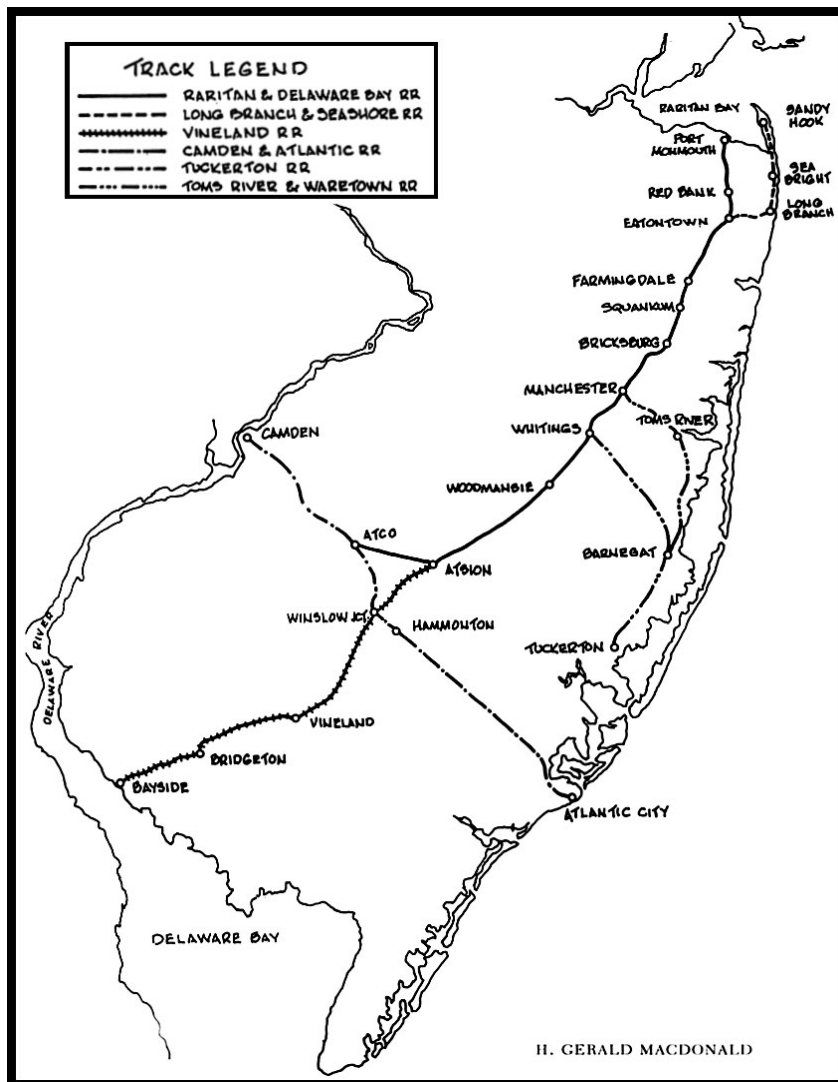 TRACK LEGEND
RARITAN & DELAWARE BAY RR
LONG BRANCH & SEASHORE RR
VINELAND RR
CAMDEN & ATLANTIC RR
TUCKERTON RR
TOMS RIVER & WARETOWN RR
RARITAN BAY
SANDY
HOOK
PORT
MONMOUTH
SEA
BRIGHT
RED BANK
LONG
BRANCH
EATONTOWN
FARMINGDALE
SQUANKUM
BRICKSBURG
MANCHESTER
TOMS RIVER
WHITINGS
CAMDEN
WOODMANSIE
ATCO
BARNEGAT
ATSION
WINSLOW JCT.
HAMMONTON
TUCKERTON
DELAWARE RIVER
VINELAND
BRIDGETON
BAYSIDE
ATLANTIC CITY
DELAWARE BAY
H. GERALD MACDONALD